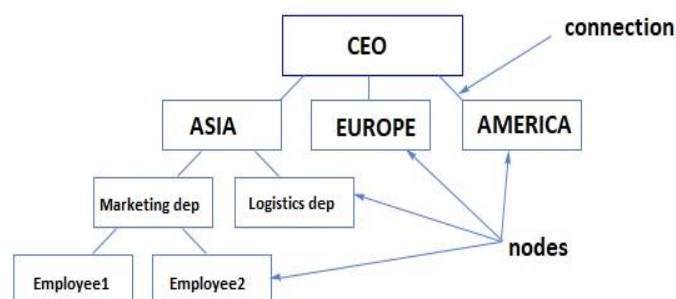 CEO
connection
ASIA
EUROPE
AMERICA
Marketing dep
Logistics dep
nodes
Employee1
Employee2